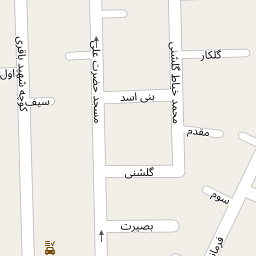 گلکار
محمد خیاط گلشنی
مسجد حضرت علی
کوچه شهید باقری
اول
سیف
بنی اسد
مقدم
گلشنی
سوم
بصیرت